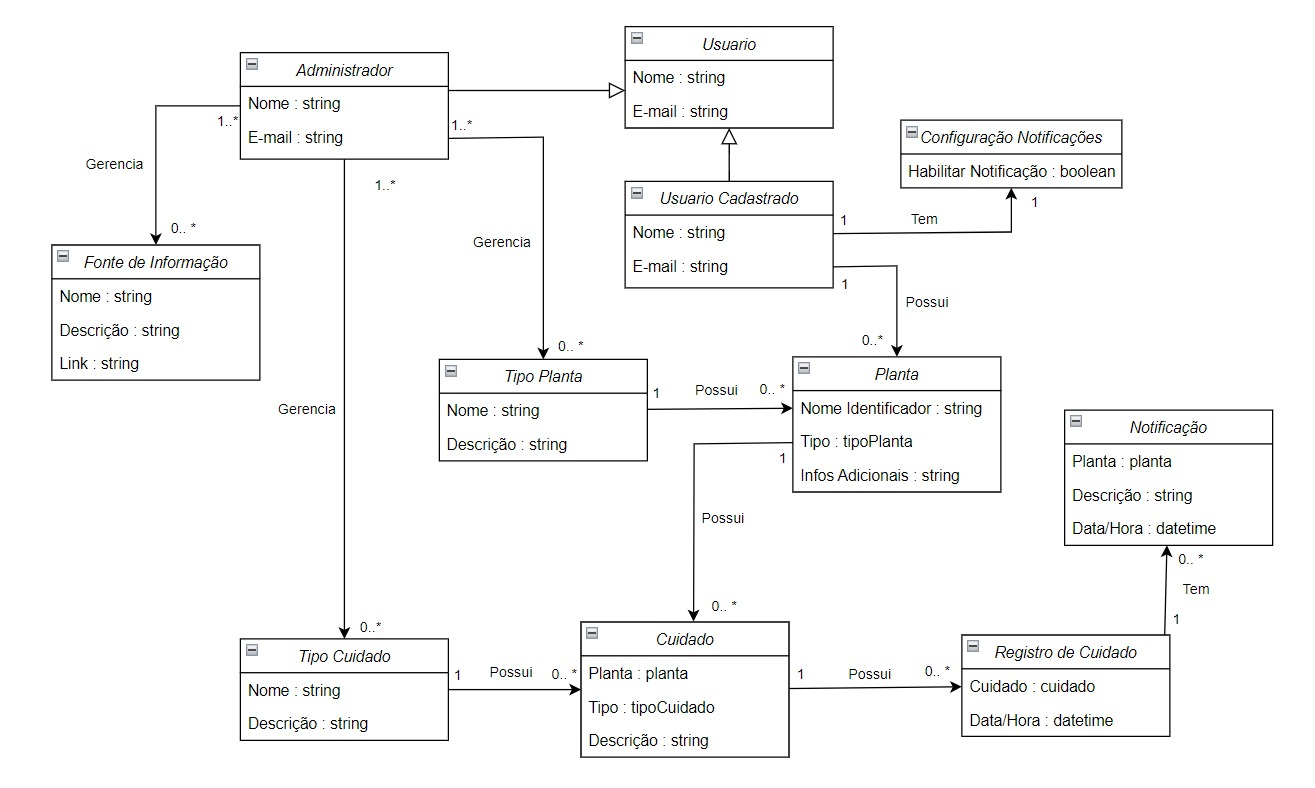 Usuario
Nome : string
E-mail : string
Administrador
Nome : string
E-mail : string
1..*
Gerencia
0.. *
1..*
Gerencia
0.. *
1..*
Gerencia
0..*
Configuração Notificações
Habilitar Notificação : boolean
Usuario Cadastrado
Nome : string
E-mail : string
1
Tem
1
1
Possui
0..*
Fonte de Informação
Nome : string
Descrição : string
Link : string
Tipo Planta
Nome : string
Descrição : string
1
Possui
0.. *
Planta
Nome Identificador : string
Tipo : tipoPlanta
Infos Adicionais : string
1
Possui
0.. *
Notificação
Planta : planta
Descrição : string
Data/Hora : datetime
0.. *
Tem
1
Tipo Cuidado
Nome : string
Descrição : string
1
Possui
0.. *
Cuidado
Planta : planta
Tipo : tipoCuidado
Descrição : string
1
Possui
0.. *
Registro de Cuidado
Cuidado : cuidado
Data/Hora : datetime